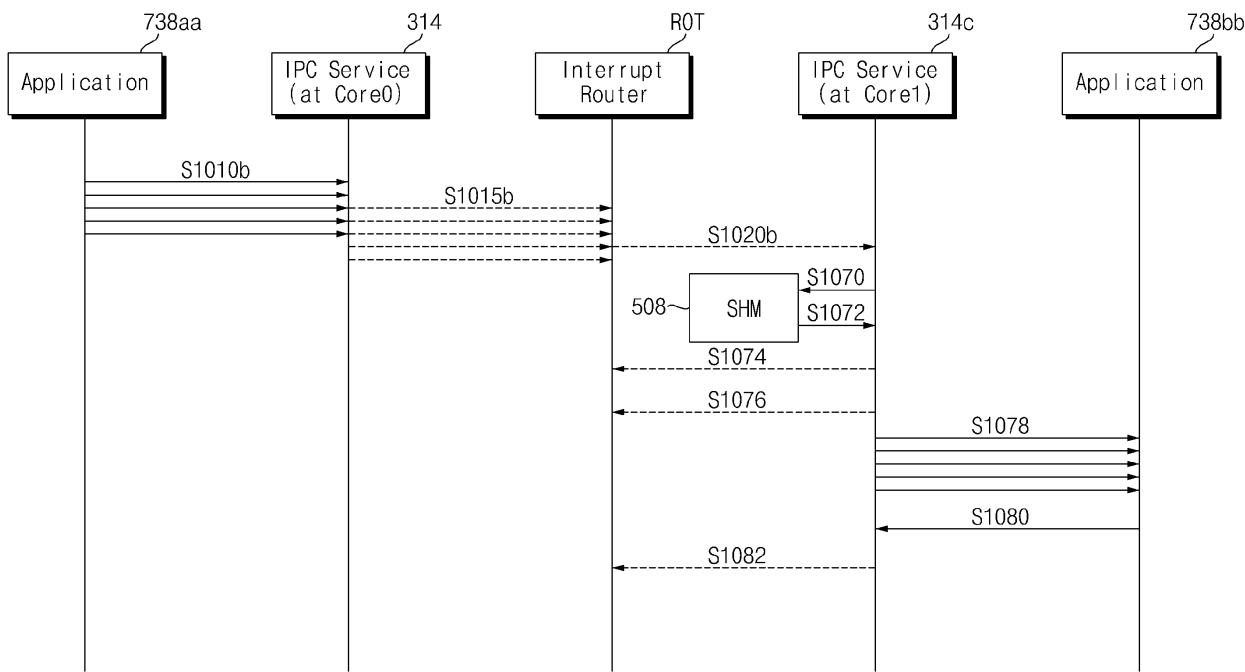 738aa
314
R0T
314c
738bb
Application
IPC Service
(at Core0)
Interrupt
Router
IPC Service
(at Core1)
Application
S1010b
S1015b
S1020b
S1070
508
SHM
S1072
S1074
S1076
S1078
S1080
S1082